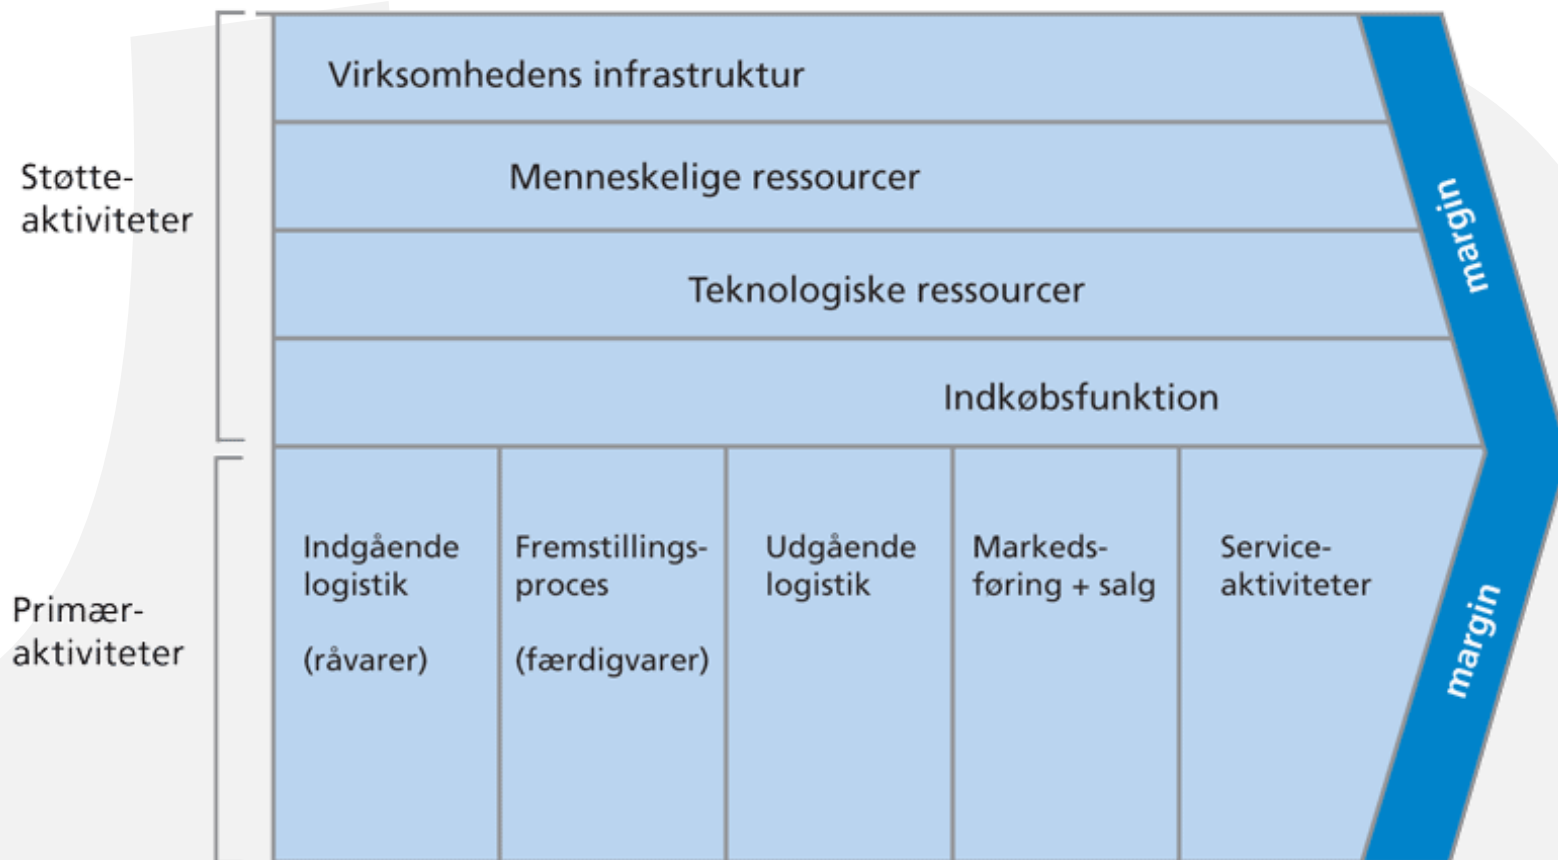 Støtte-
aktiviteter
Virksomhedens infrastruktur
Menneskelige ressourcer
Teknologiske ressourcer
Indkøbsfunktion
margin
Primær-
aktiviteter
Indgående
logistik
(råvarer)
Fremstillings-
proces
(færdigvarer)
Udgående
logistik
Markeds-
føring + salg
Service-
aktiviteter
margin